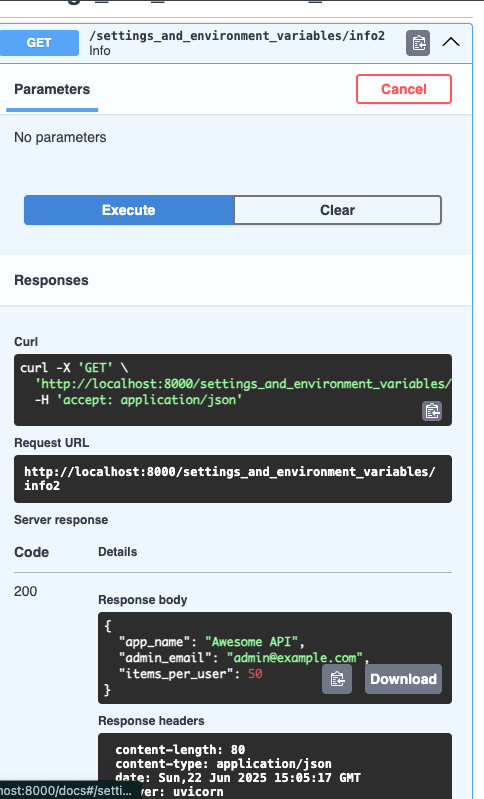 GET
/settings_and_environment_variables/info2
Info
Parameters
Cancel
No parameters
Execute
Clear
Responses
Curl
curl -X 'GET' \
'http://localhost:8000/settings_and_environment_variables/
-H 'accept: application/json'
Request URL
http://localhost:8000/settings_and_environment_variables/
info2
Server response
Code
Details
200
Response body
{
"app_name": "Awesome API",
"admin_email": "admin@example.com",
"items_per_user": 50
}
Download
Response headers
content-length: 80
content-type: application/json
date: Sun,22 Jun 2025 15:05:17 GMT
ver: uvicorn
host:8000/docs#/setti...